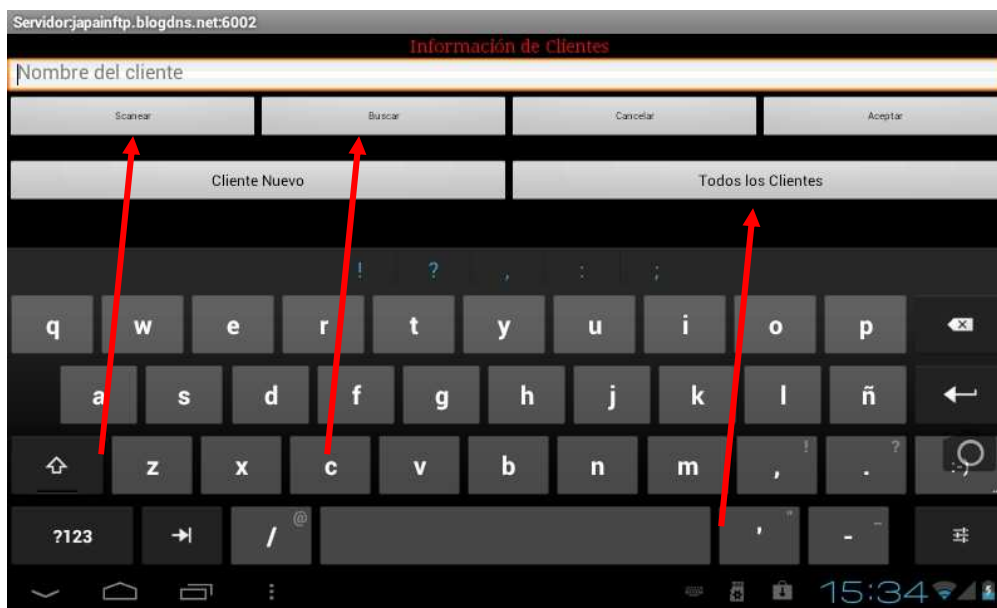 Servidor:japainftp.blogdns.net:6002
Información de Clientes
Nombre del cliente
Scanear Buscar Cancelar Aceptar
Cliente Nuevo Todos los Clientes
! ? , : ;
q w e r t y u i o p
a s d f g h j k l ñ
z x c v b n m , ! . ? :-)
?123 / @ ' " - _
15:34